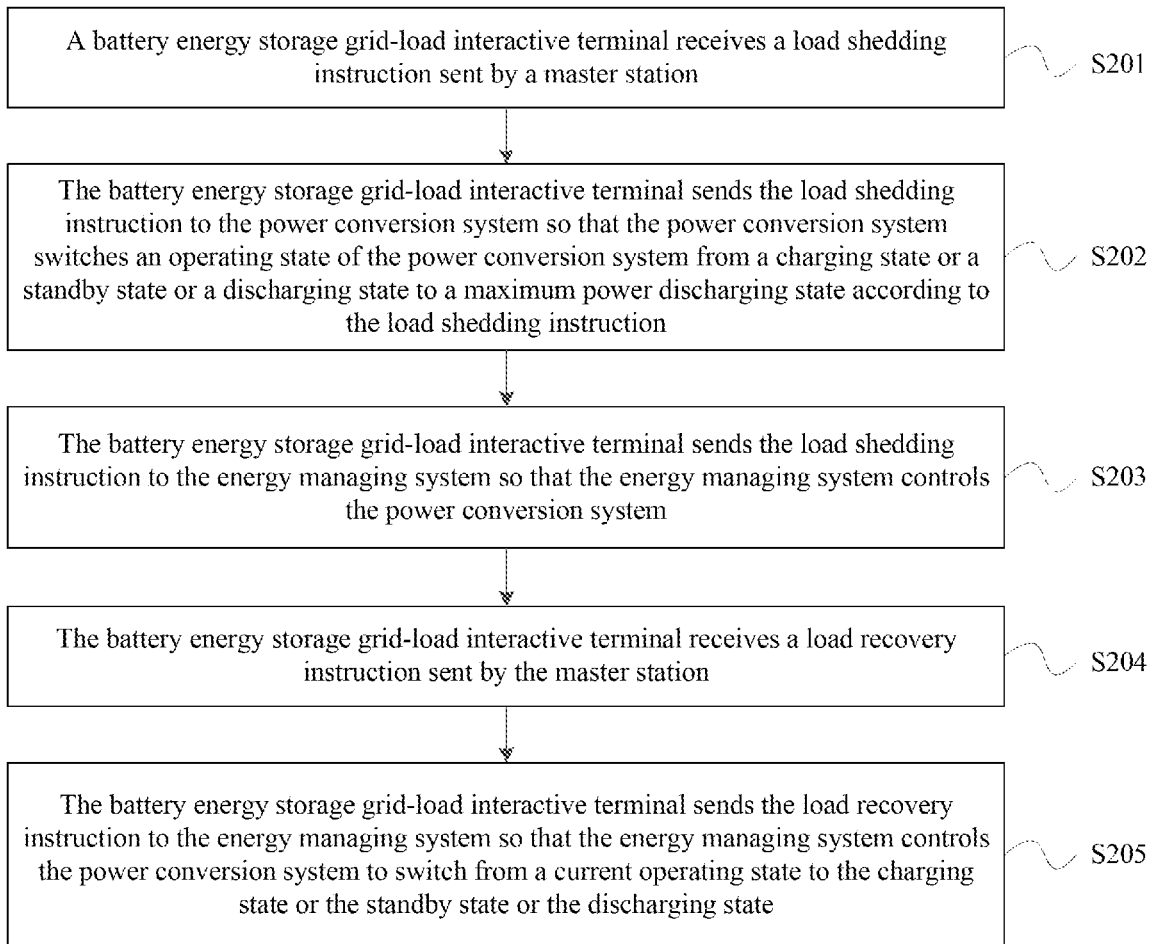 A battery energy storage grid-load interactive terminal receives a load shedding
instruction sent by a master station
S201
The battery energy storage grid-load interactive terminal sends the load shedding
instruction to the power conversion system so that the power conversion system
switches an operating state of the power conversion system from a charging state or a
standby state or a discharging state to a maximum power discharging state according to
the load shedding instruction
S202
The battery energy storage grid-load interactive terminal sends the load shedding
instruction to the energy managing system so that the energy managing system controls
the power conversion system
S203
The battery energy storage grid-load interactive terminal receives a load recovery
instruction sent by the master station
S204
The battery energy storage grid-load interactive terminal sends the load recovery
instruction to the energy managing system so that the energy managing system controls
the power conversion system to switch from a current operating state to the charging
state or the standby state or the discharging state
S205